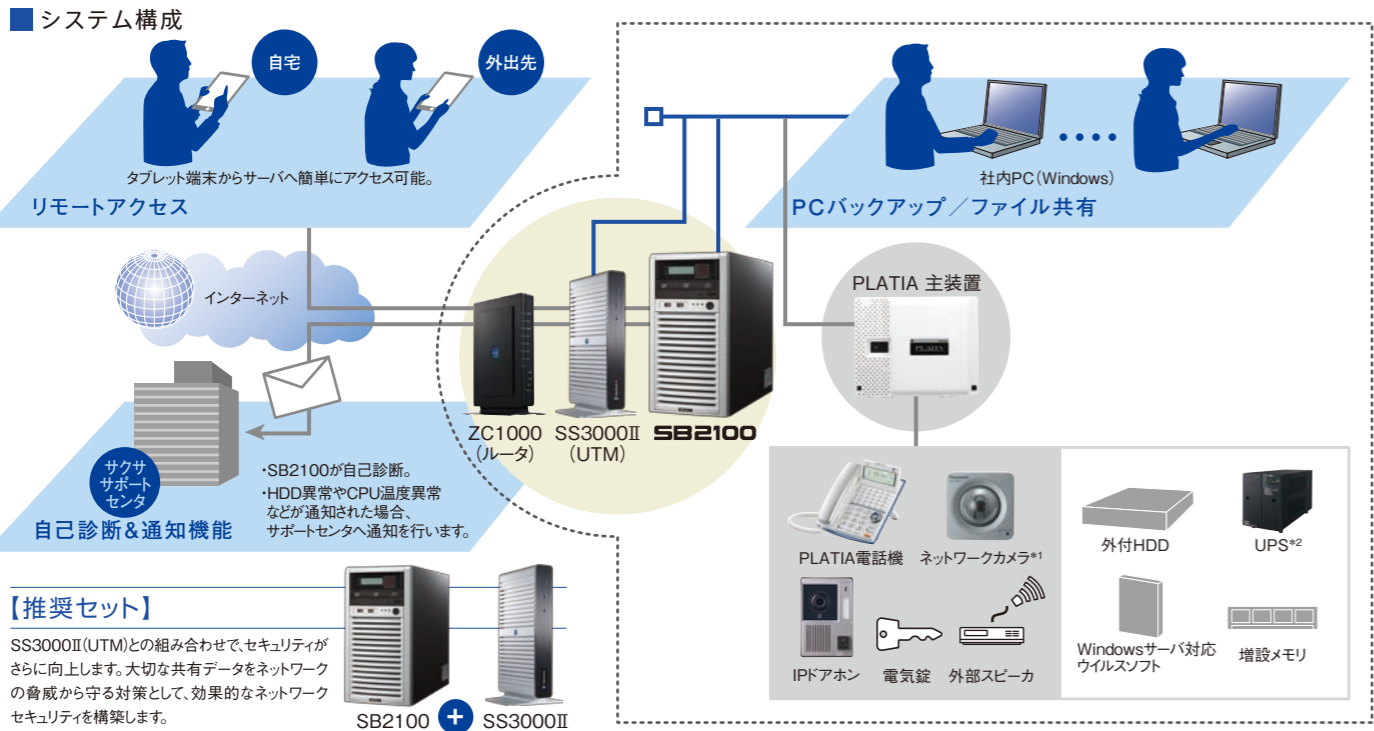 システム構成
自宅
外出先
タブレット端末からサーバへ簡単にアクセス可能。
リモートアクセス
社内PC(Windows)
PCバックアップ／ファイル共有
インターネット
PLATIA 主装置
PLATIA
ZC1000
(ルータ)
SS3000Ⅱ
(UTM)
SB2100
サクサ
サポート
センタ
・SB2100が自己診断。
・HDD異常やCPU温度異常
などが通知された場合、
サポートセンタへ通知を行います。
自己診断&通知機能
PLATIA電話機
ネットワークカメラ*1
外付HDD
UPS*2
IPドアホン
電気錠
外部スピーカ
Windowsサーバ対応
ウイルスソフト
増設メモリ
【推奨セット】
SS3000Ⅱ(UTM)との組み合わせで、セキュリティが
さらに向上します。大切な共有データをネットワーク
の脅威から守る対策として、効果的なネットワーク
セキュリティを構築します。
SB2100 + SS3000Ⅱ